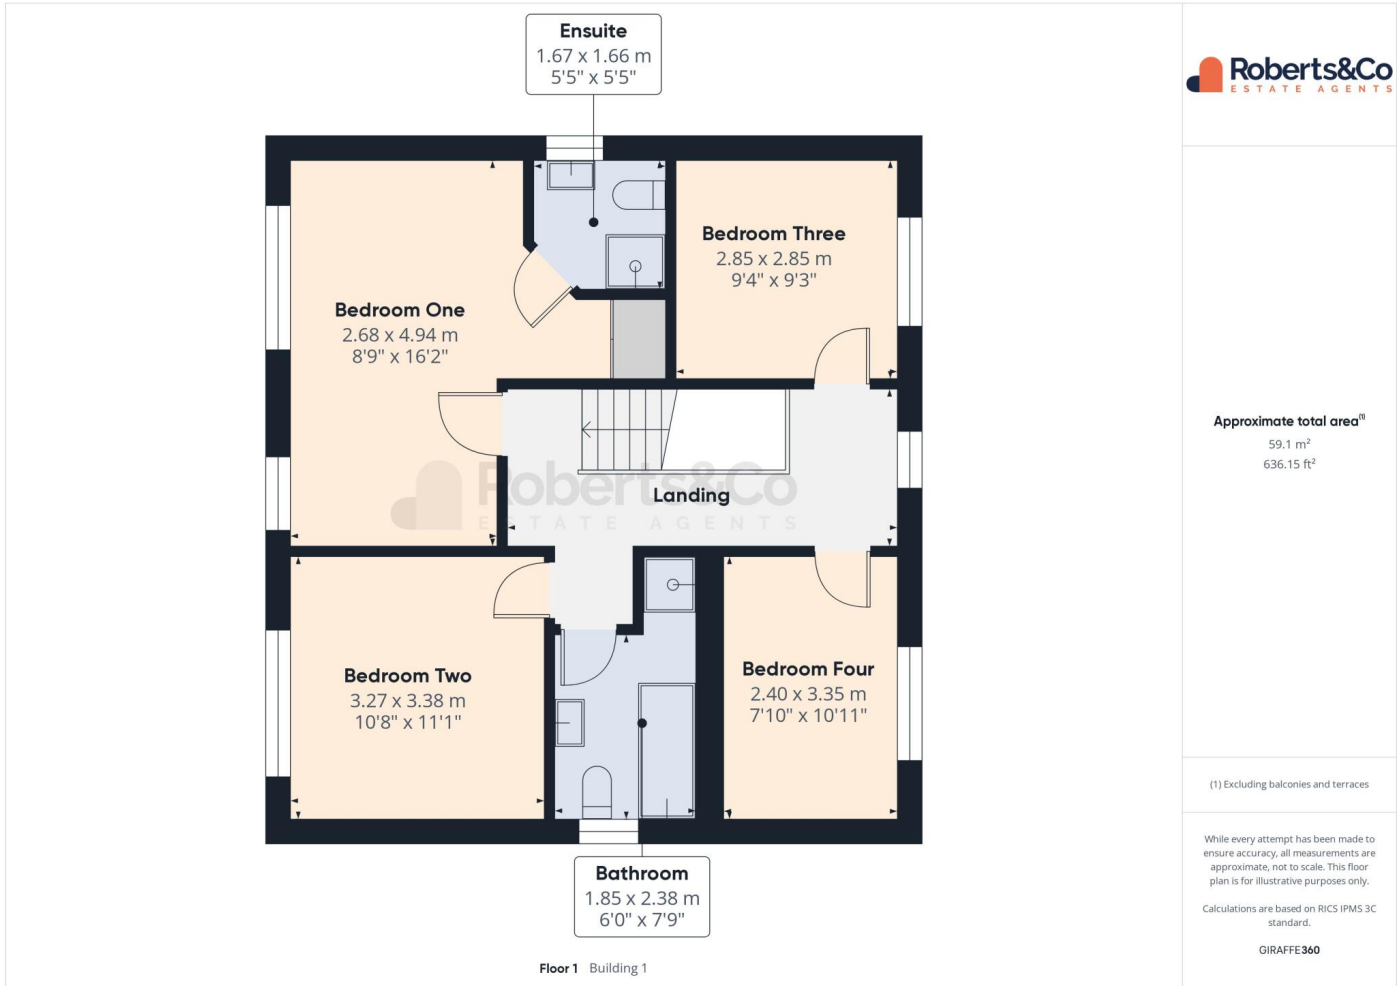 Ensuite
1.67 x 1.66 m
5'5" x 5'5"
Roberts&Co
ESTATE AGENTS
Bedroom Three
2.85 x 2.85 m
9'4" x 9'3"
Bedroom One
2.68 x 4.94 m
8'9" x 16'2"
Approximate total area(1)
59.1 m²
636.15 ft²
Roberts&Co
ESTATE AGENTS
Landing
Bedroom Two
3.27 x 3.38 m
10'8" x 11'1"
Bedroom Four
2.40 x 3.35 m
7'10" x 10'11"
Bathroom
1.85 x 2.38 m
6'0" x 7'9"
(1) Excluding balconies and terraces
While every attempt has been made to
ensure accuracy, all measurements are
approximate, not to scale. This floor
plan is for illustrative purposes only.
Calculations are based on RICS IPMS 3C
standard.
GIRAFFE360
Floor 1 Building 1